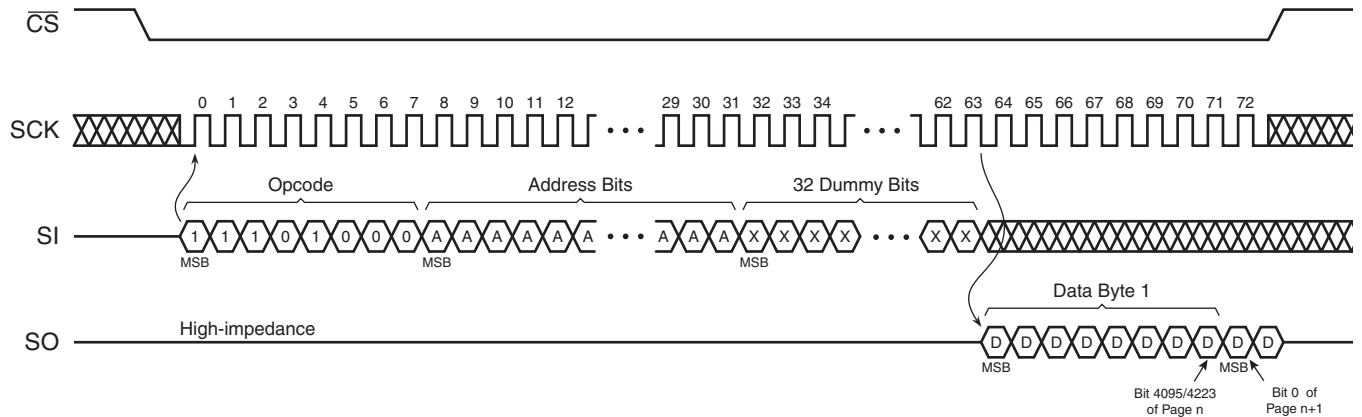 CS
0 1 2 3 4 5 6 7 8 9 10 11 12 29 30 31 32 33 34 62 63 64 65 66 67 68 69 70 71 72
SCK
Opcode Address Bits 32 Dummy Bits
SI 1 1 1 0 1 0 0 0 A A A A A A A A A X X X X X X
MSB MSB MSB
Data Byte 1
High-impedance
SO D D D D D D D D D D
MSB MSB
Bit 4095/4223 Bit 0 of
of Page n Page n+1